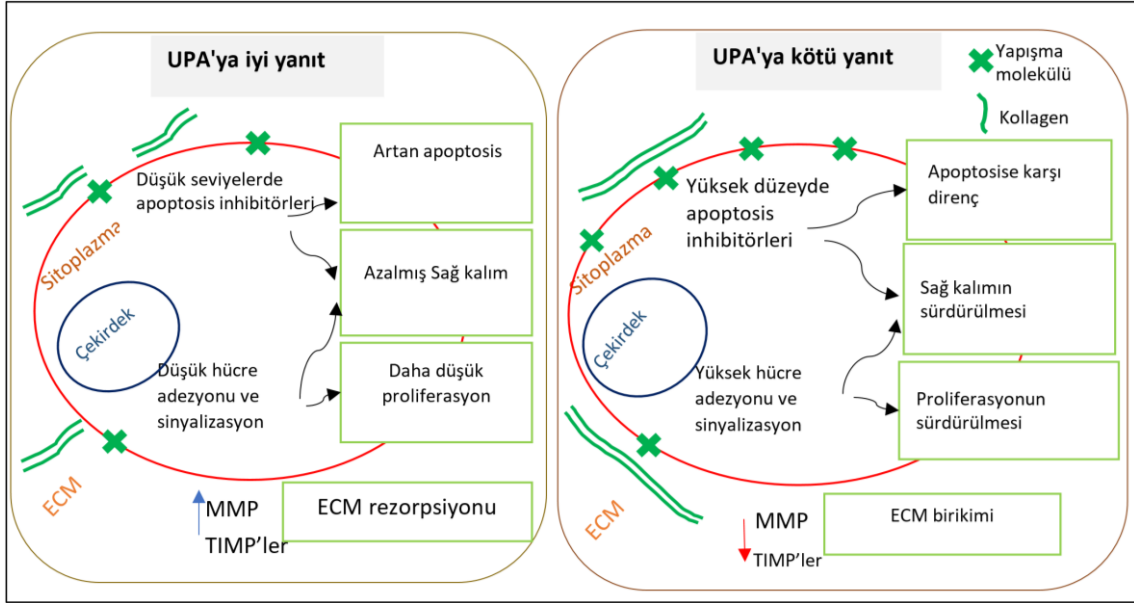 UPA'ya iyi yanıt
Artan apoptosis
Düşük seviyelerde
apoptosis inhibitörleri
Sitoplazma
Azalmış Sağ kalım
Çekirdek
Düşük hücre
adezyonu ve
sinyalizasyon
Daha düşük
proliferasyon
ECM
MMP
TIMP'ler
ECM rezorpsiyonu
UPA'ya kötü yanıt
Yapışma
molekülü
Kollagen
Yüksek düzeyde
apoptosis
inhibitörleri
Apoptosise karşı
direnç
Sitoplazma
Sağ kalımın
sürdürülmesi
Çekirdek
Yüksek hücre
adezyonu ve
sinyalizasyon
Proliferasyonun
sürdürülmesi
ECM
MMP
TIMP'ler
ECM birikimi